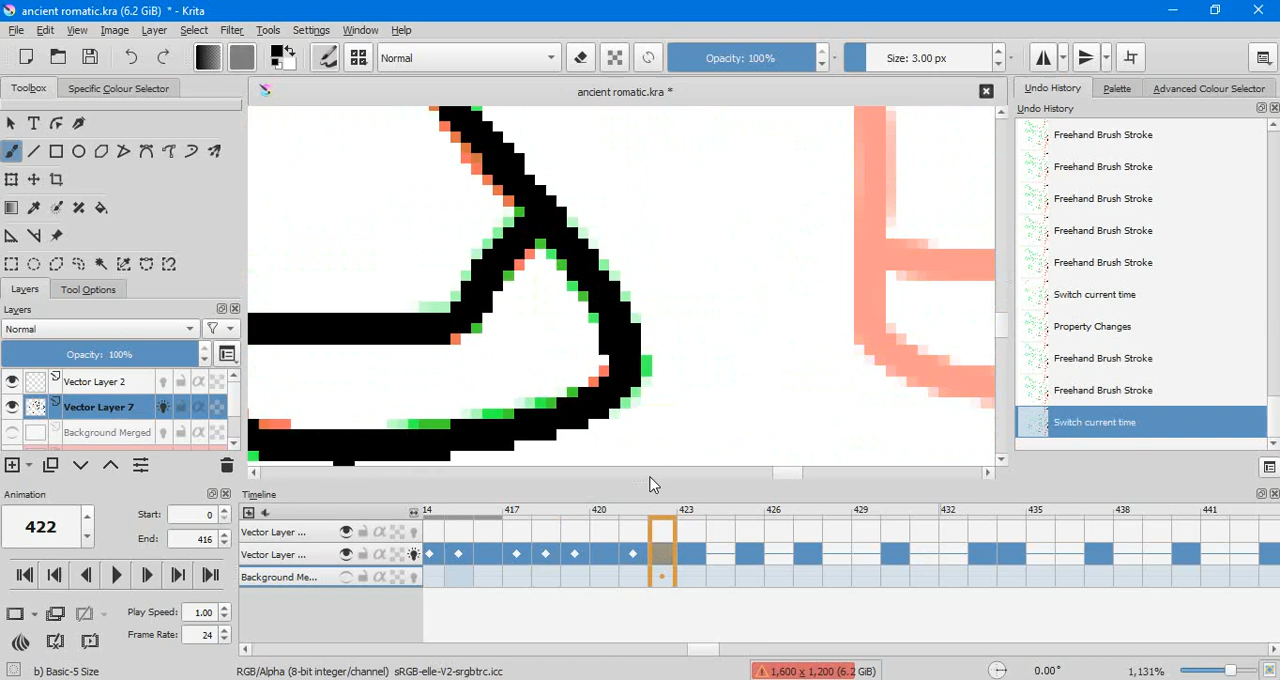 ancient romatic.kra (6.2 GiB) * - Krita
File Edit View Image Layer Select Filter Tools Settings Window Help
Normal Opacity: 100% Size: 3.00 px
Toolbox Specific Colour Selector
ancient romatic.kra *
Undo History Palette Advanced Colour Selector
Undo History
Freehand Brush Stroke
Freehand Brush Stroke
Freehand Brush Stroke
Freehand Brush Stroke
Freehand Brush Stroke
Switch current time
Property Changes
Freehand Brush Stroke
Freehand Brush Stroke
Switch current time
Layers Tool Options
Layers
Normal
Opacity: 100%
Vector Layer 2
Vector Layer 7
Background Merged
Animation
422
Start: 0
End: 416
Play Speed: 1.00
Frame Rate: 24
Timeline
14 417 420 423 426 429 432 435 438 441
Vector Layer ...
Vector Layer ...
Background Me...
b) Basic-5 Size
RGB/Alpha (8-bit integer/channel) sRGB-elle-V2-srgbtrc.icc
1,600 x 1,200 (6.2 GiB)
0.00°
1,131%